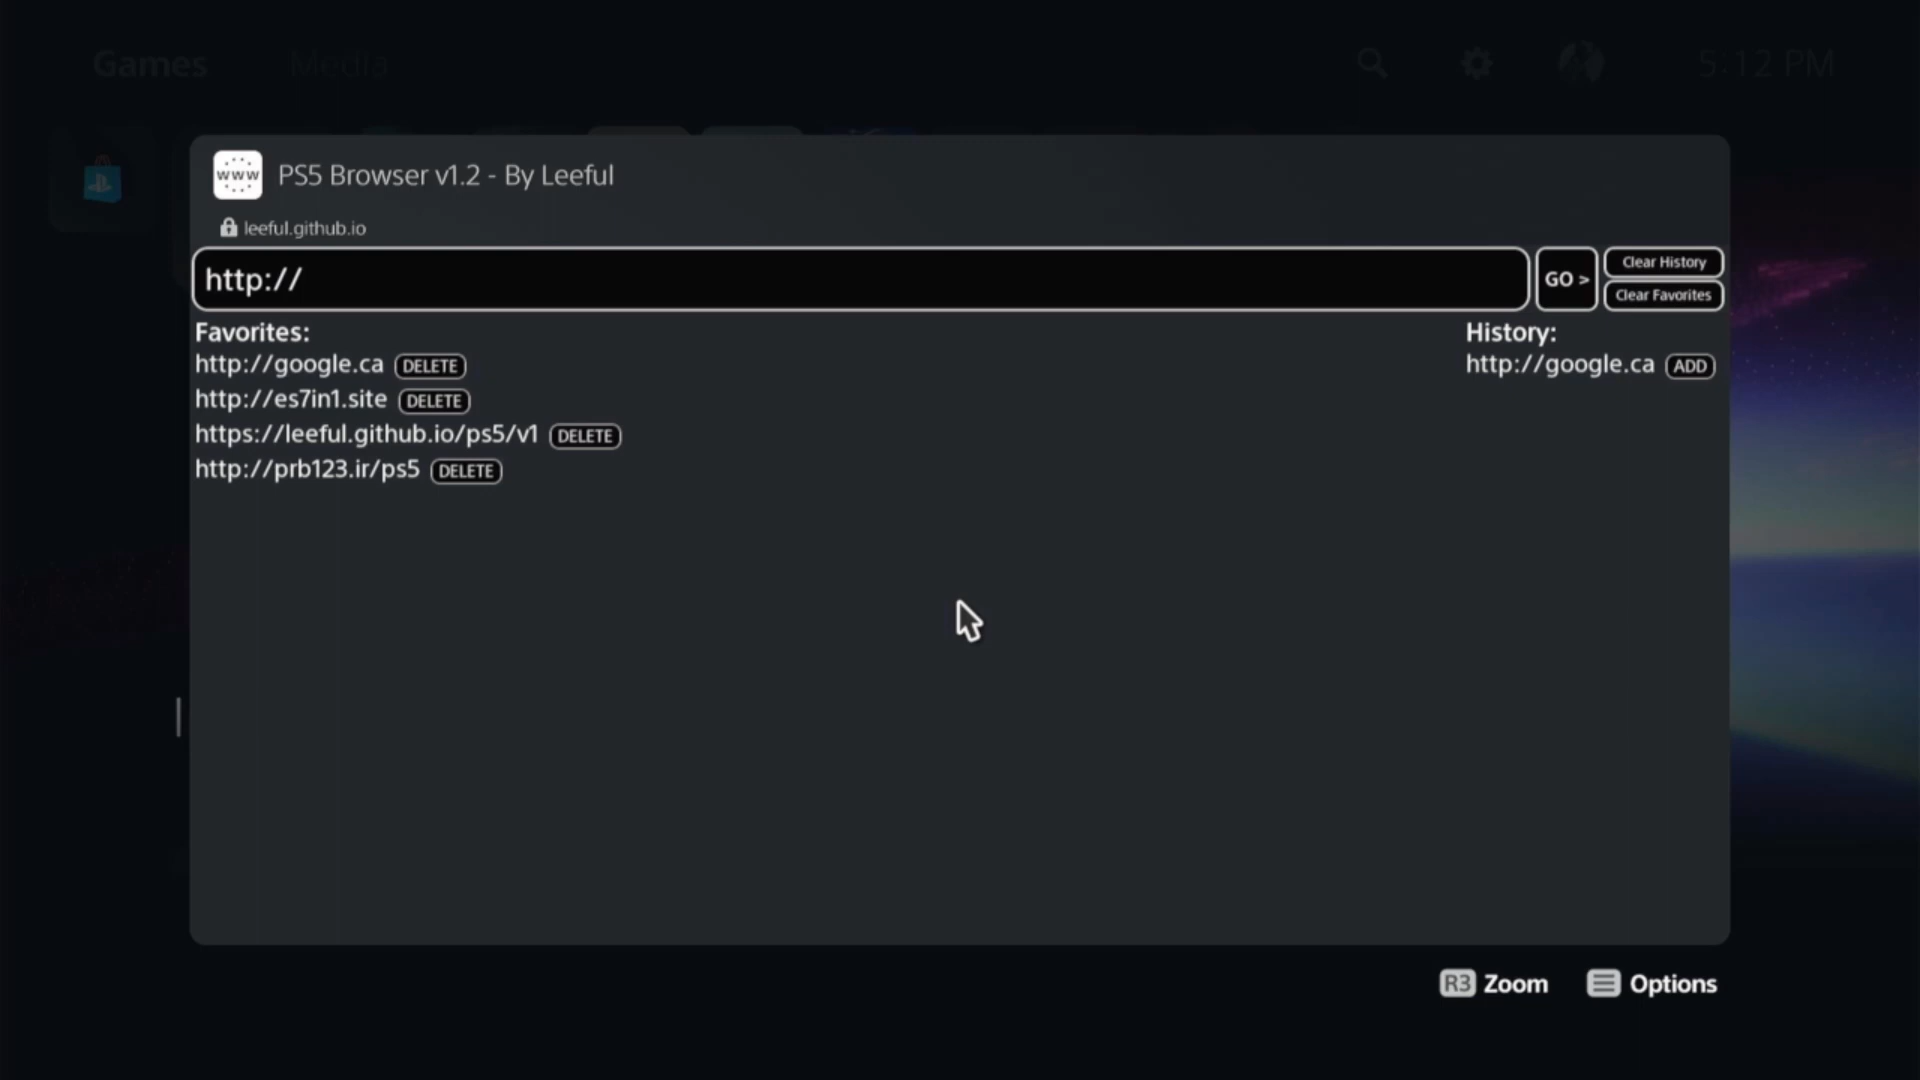 Games Media 5:12 PM
www PS5 Browser v1.2 - By Leeful
leeful.github.io
http:// GO > Clear History
Clear Favorites
Favorites: History:
http://google.ca DELETE http://google.ca ADD
http://es7in1.site DELETE
https://leeful.github.io/ps5/v1 DELETE
http://prb123.ir/ps5 DELETE
R3 Zoom Options